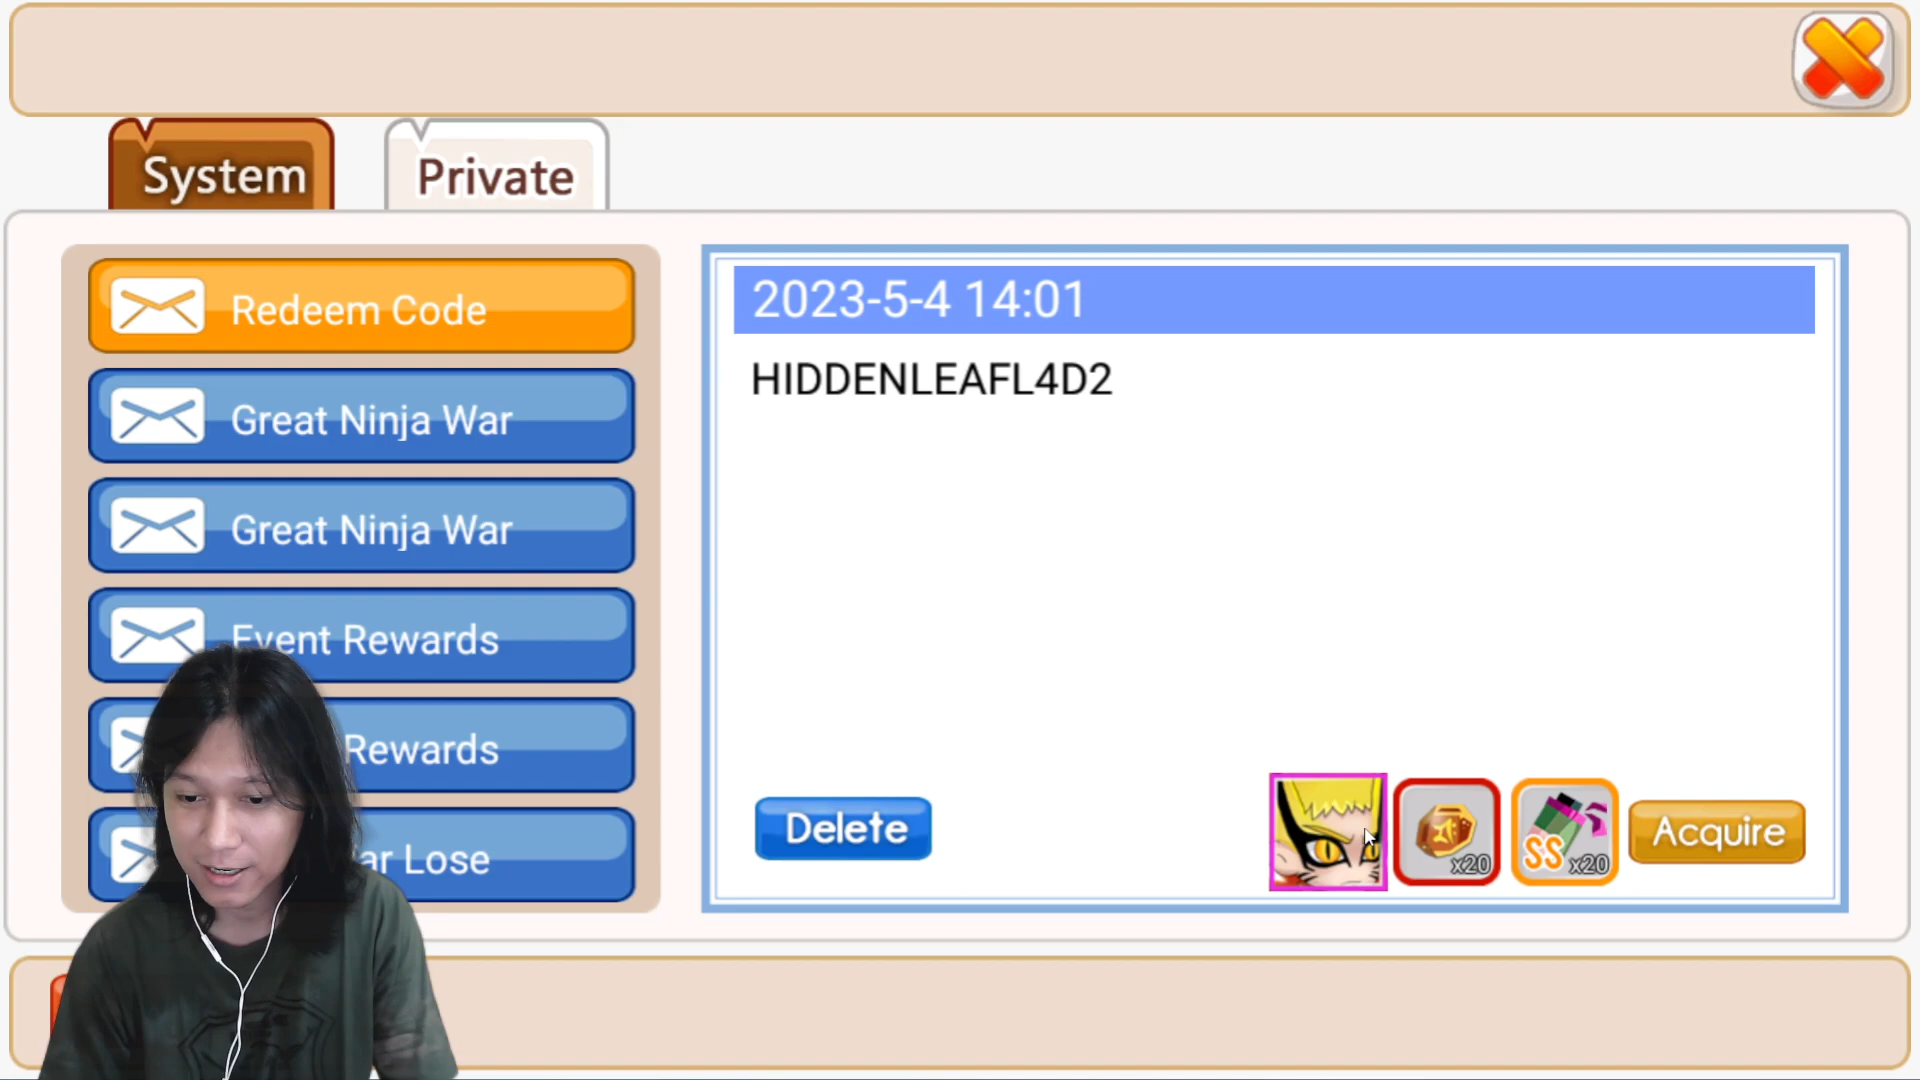 System
Private
Redeem Code
Great Ninja War
Great Ninja War
Event Rewards
Rewards
ar Lose
2023-5-4 14:01
HIDDENLEAFL4D2
Delete
x20
SS x20
Acquire